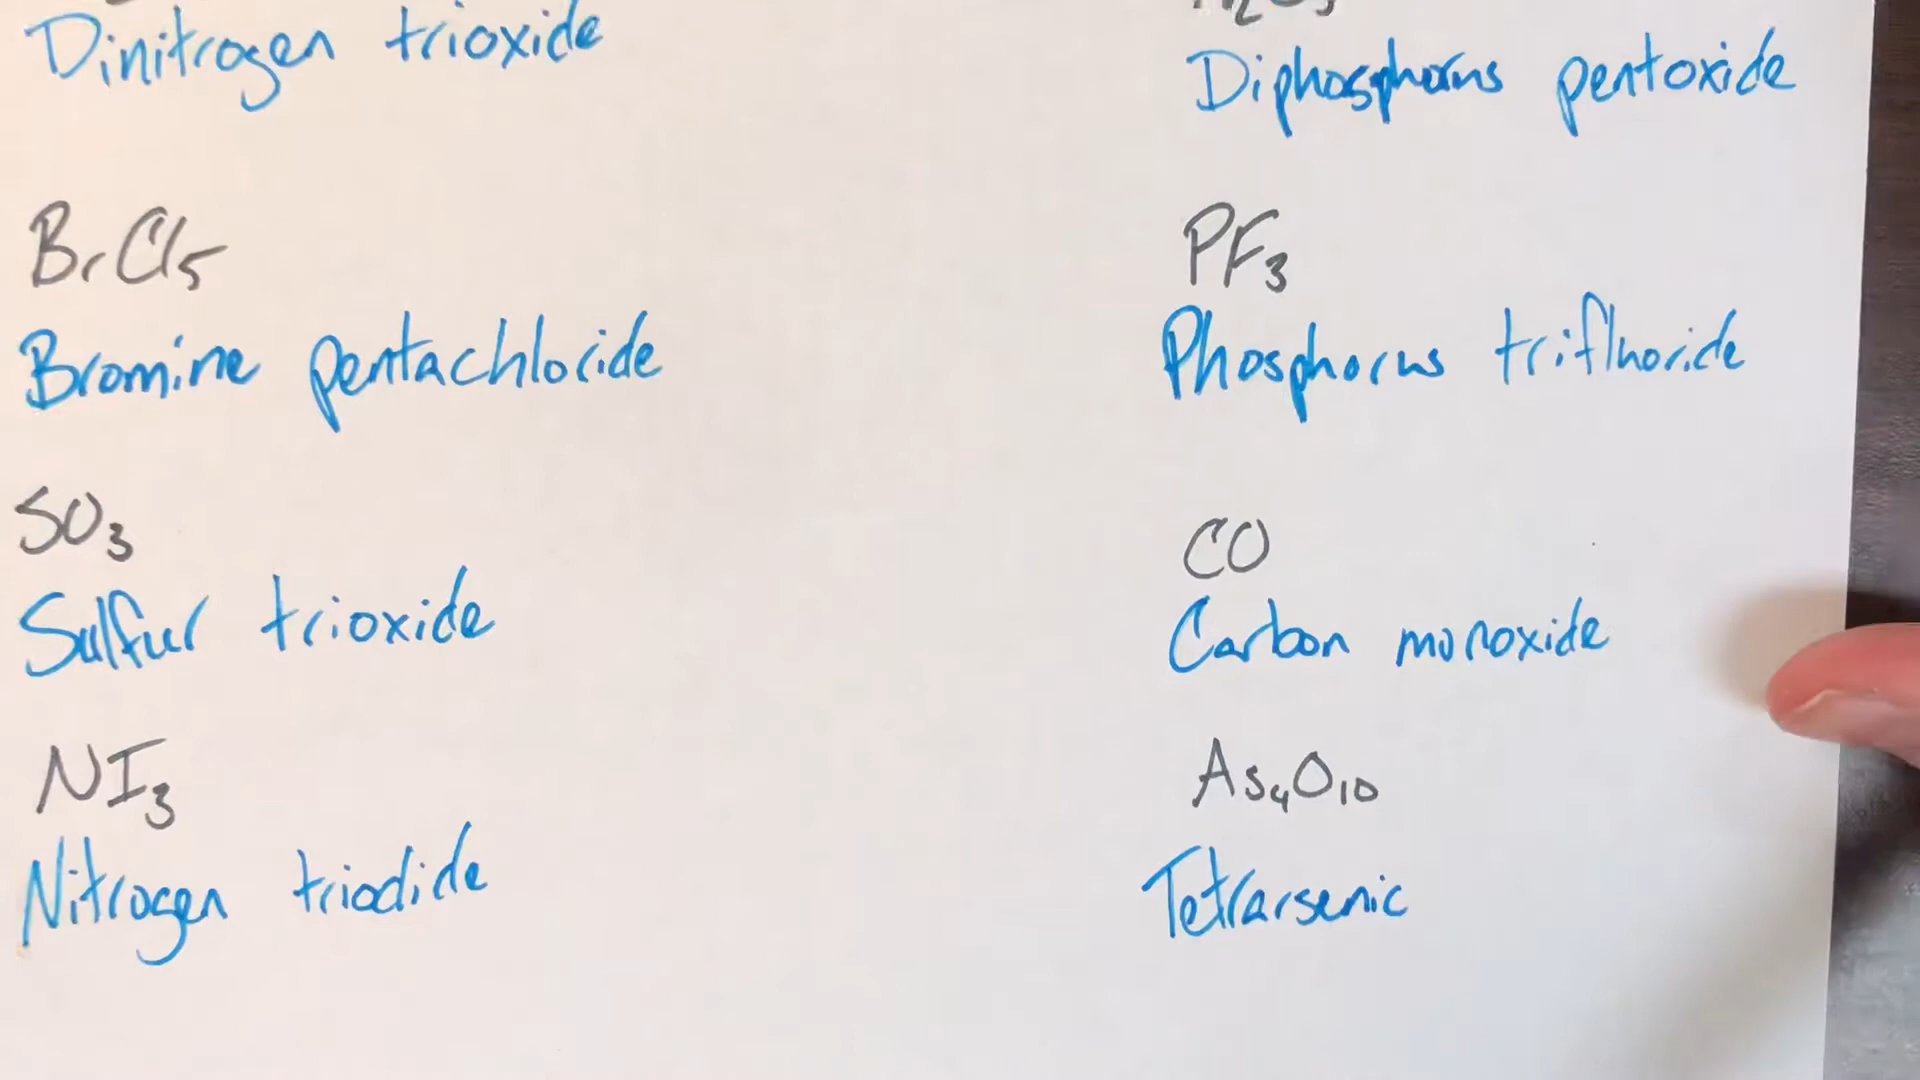 Dinitrogen trioxide
Diphosphorus pentoxide
BrCl5
PF3
Bromine pentachloride
Phosphorus trifluoride
SO3
CO
Sulfur trioxide
Carbon monoxide
NI3
As4O10
Nitrogen triodide
Tetrarsenic